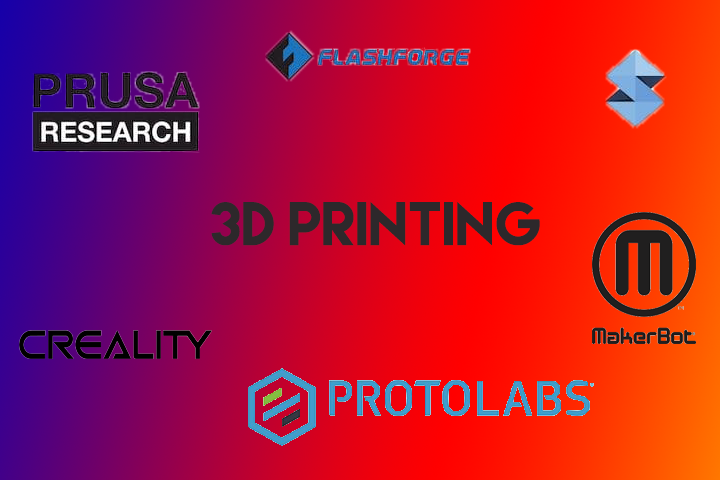 FLASHFORGE
PRUSA
RESEARCH
3D PRINTING
MakerBot
CREALITY
PROTOLABS